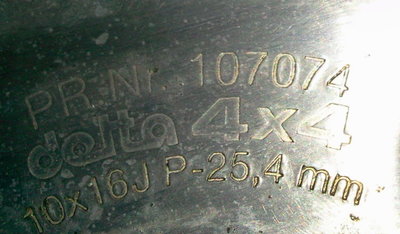 PR.Nr. 107074
delta 4x4
10x16J P-25,4 mm